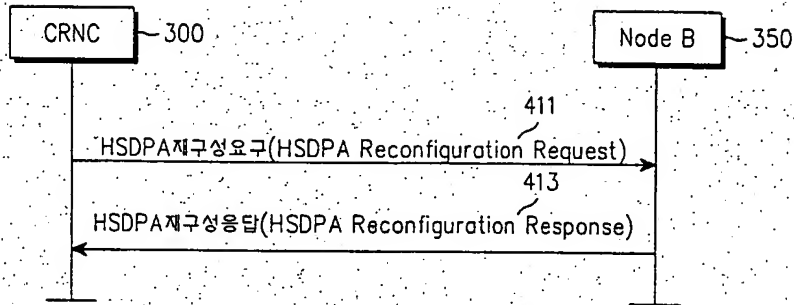 CRNC 300
Node B 350
411
HSDPA재구성요구(HSDPA Reconfiguration Request)
413
HSDPA재구성응답(HSDPA Reconfiguration Response)